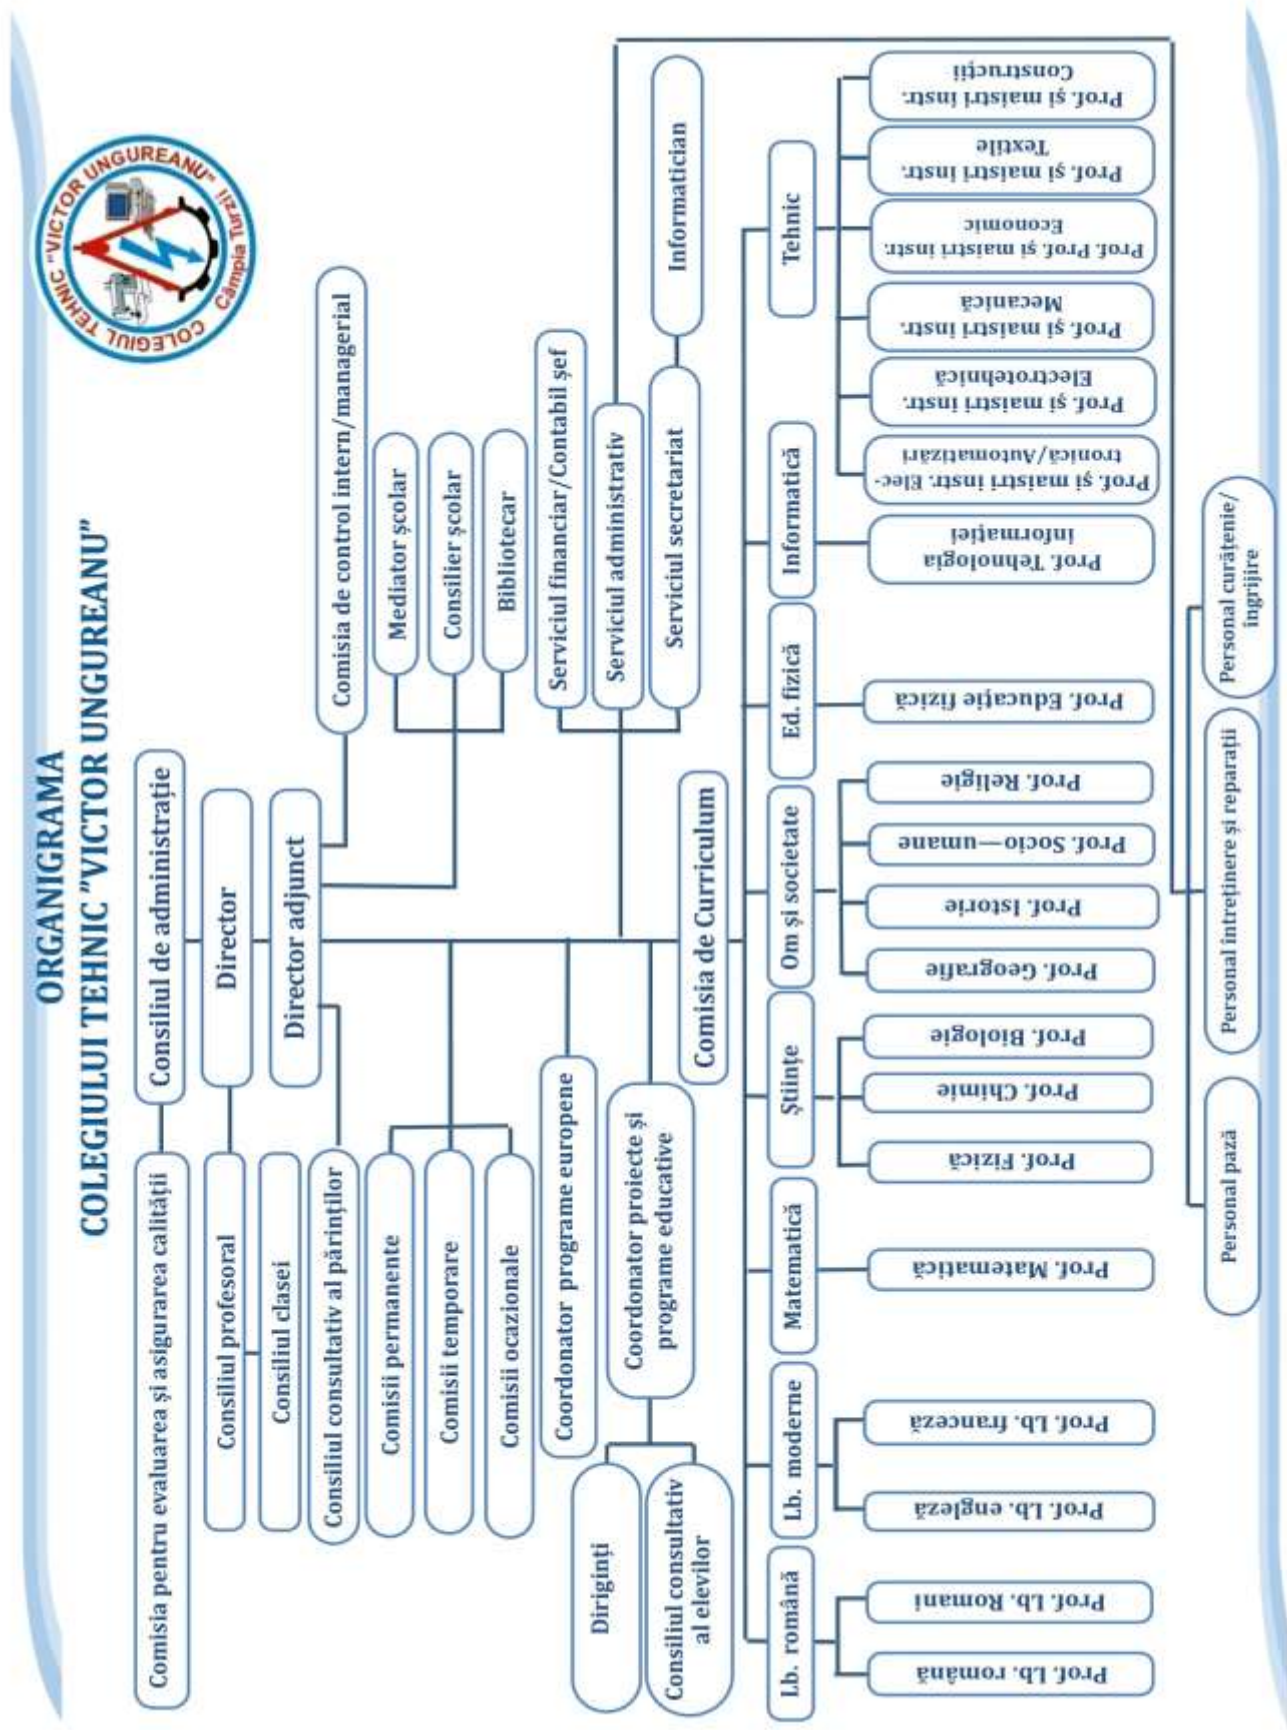 ORGANIGRAMA
COLEGIULUI TEHNIC ”VICTOR UNGUREANU”
COLEGIUL TEHNIC "VICTOR UNGUREANU" Câmpia Turzii
Consiliul de administrație
Comisia pentru evaluarea și asigurarea calității
Director
Consiliul profesoral
Consiliul clasei
Director adjunct
Consiliul consultativ al părinților
Comisia de control intern/managerial
Comisii permanente
Comisii temporare
Comisii ocazionale
Mediator școlar
Consilier școlar
Bibliotecar
Coordonator programe europene
Serviciul financiar/Contabil șef
Serviciul administrativ
Serviciul secretariat
Informatician
Coordonator proiecte și
programe educative
Diriginți
Consiliul consultativ
al elevilor
Comisia de Curriculum
Lb. română
Lb. moderne
Matematică
Științe
Om și societate
Ed. fizică
Informatică
Tehnic
Prof. Lb. română
Prof. Lb. Romani
Prof. Lb. engleză
Prof. Lb. franceză
Prof. Matematică
Prof. Fizică
Prof. Chimie
Prof. Biologie
Prof. Geografie
Prof. Istorie
Prof. Socio—umane
Prof. Religie
Prof. Educație fizică
Prof. Tehnologia
informației
Prof. și maistri instr. Elec-
tronică/Automatizări
Prof. și maistri instr.
Electrotehnică
Prof. și maistri instr.
Mecanică
Prof. Prof. și maistri instr.
Economic
Prof. și maistri instr.
Textile
Prof. și maistri instr.
Construcții
Personal pază
Personal întreținere și reparații
Personal curățenie/
îngrijire